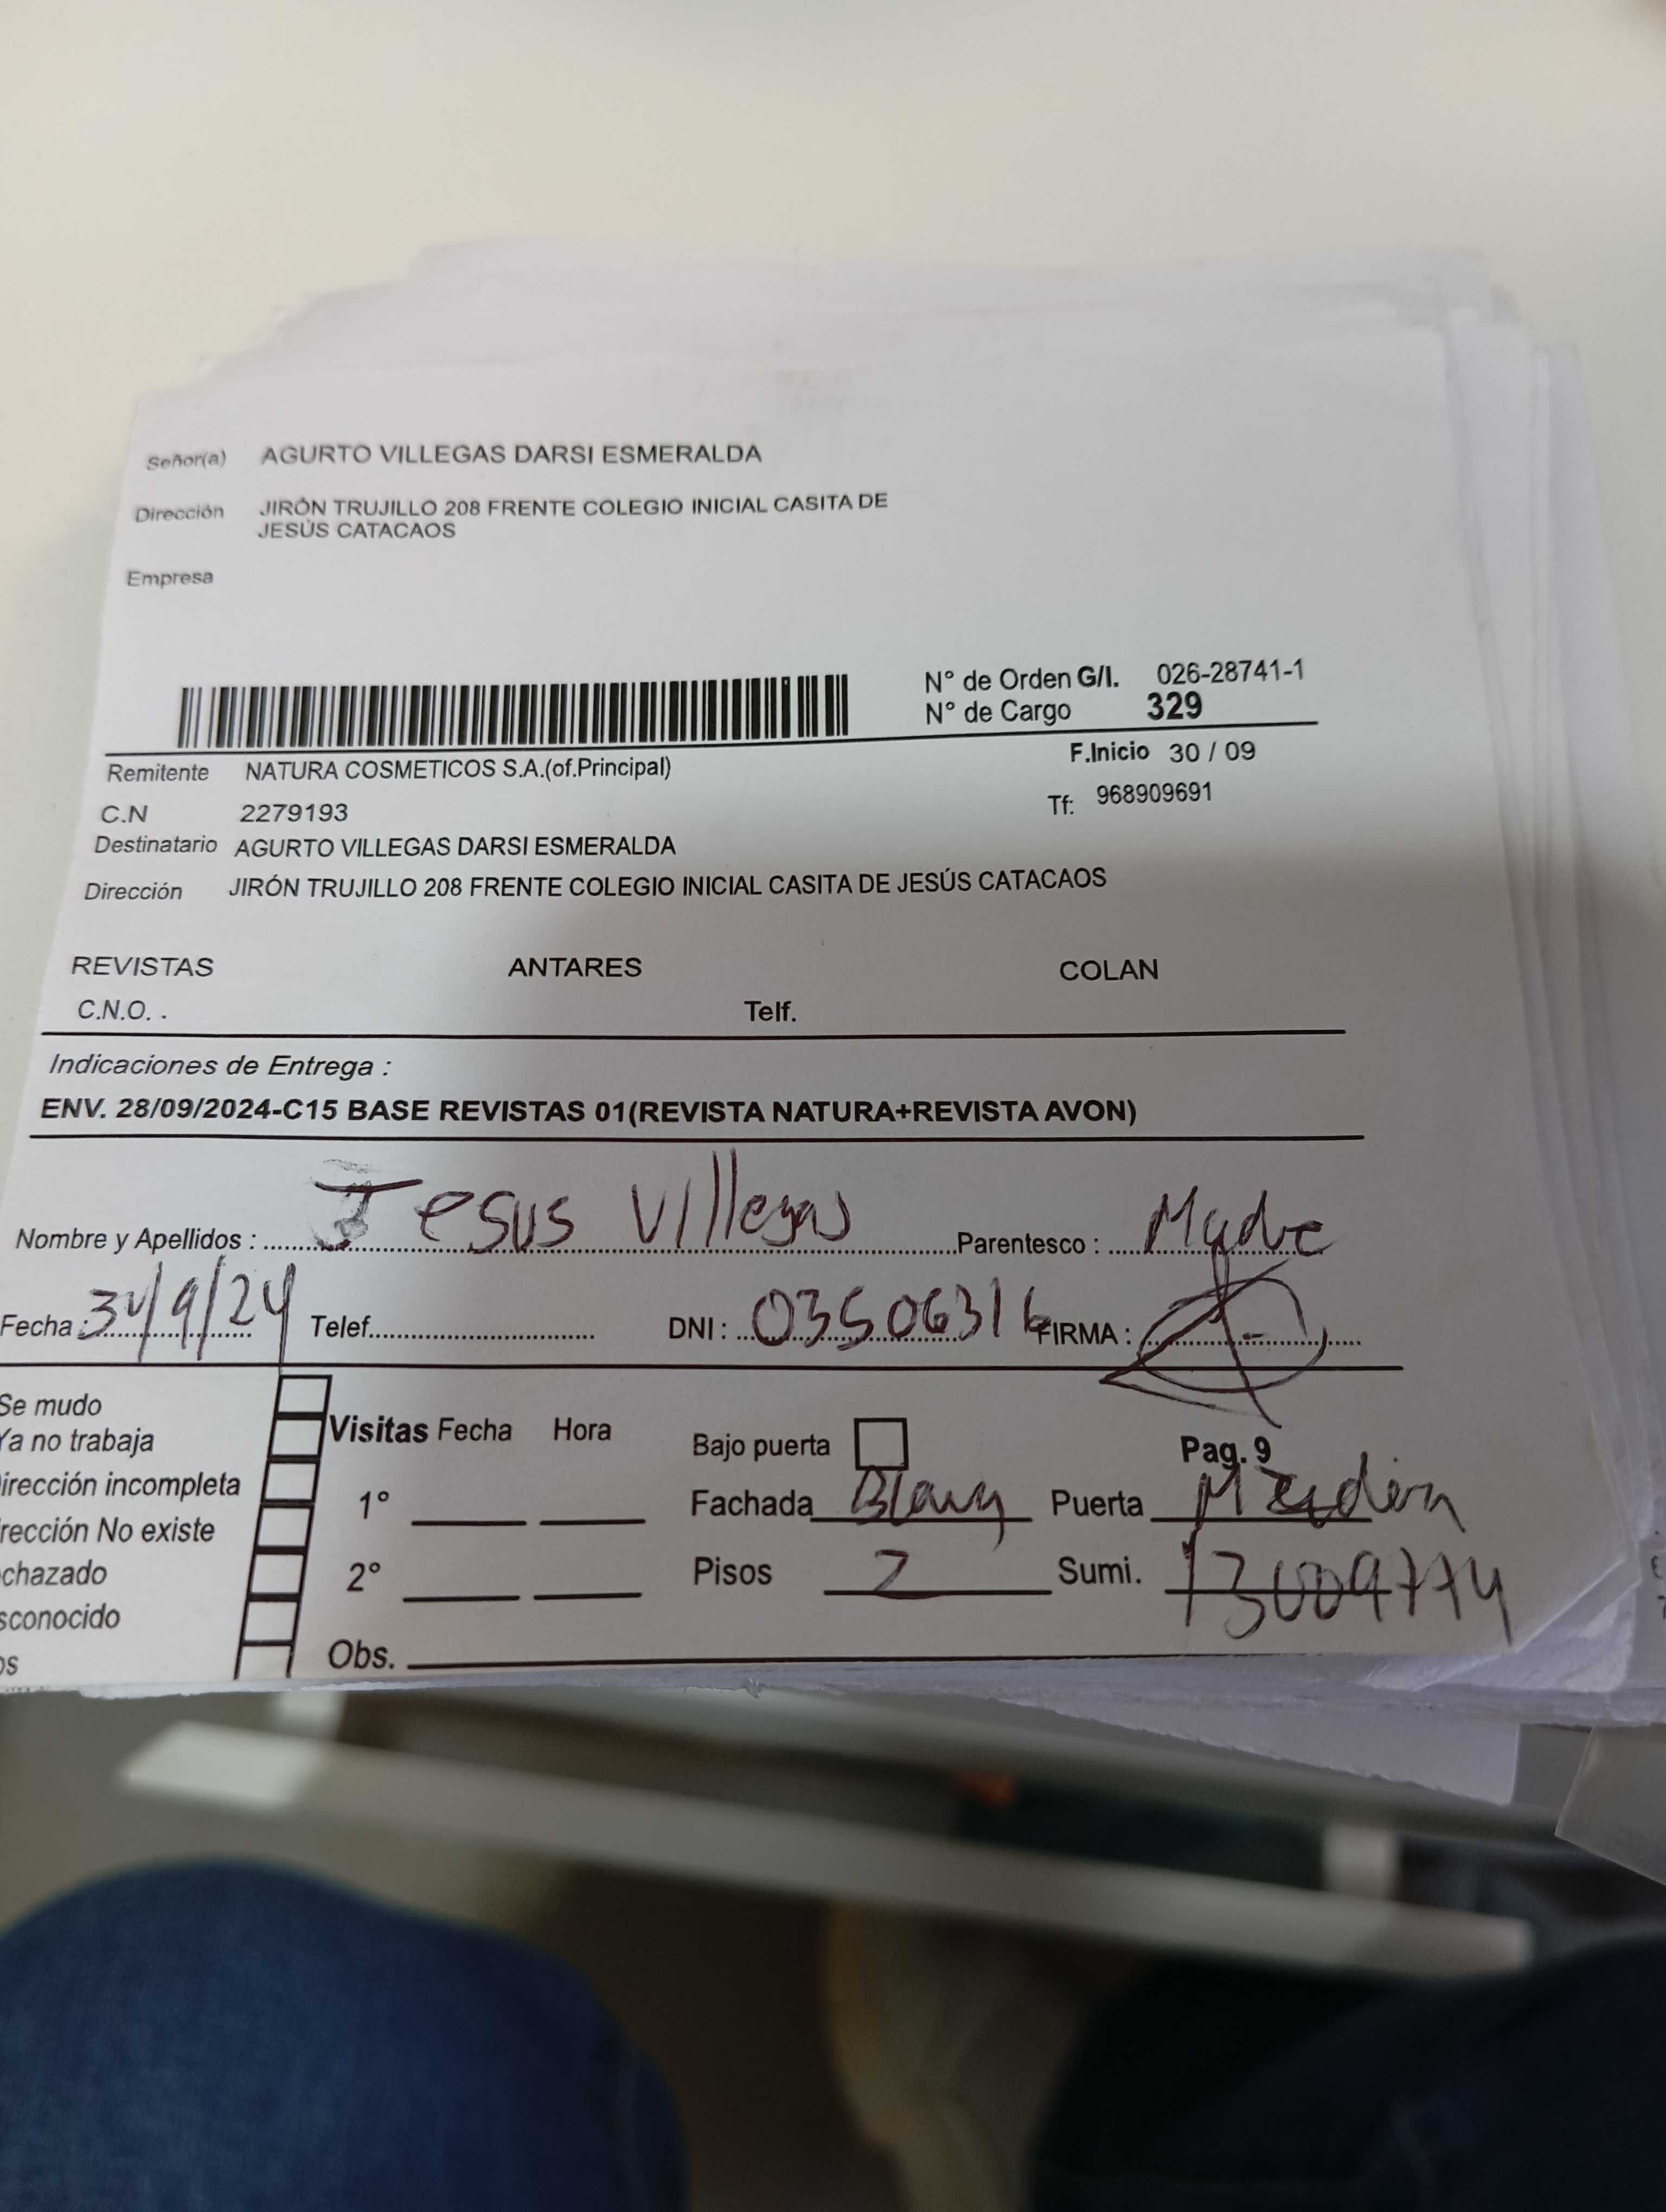 Señor(a) AGURTO VILLEGAS DARSI ESMERALDA
Dirección JIRÓN TRUJILLO 208 FRENTE COLEGIO INICIAL CASITA DE
JESÚS CATACAOS
Empresa
N° de Orden G/I. 026-28741-1
N° de Cargo 329
Remitente NATURA COSMETICOS S.A.(of.Principal) F.Inicio 30 / 09
C.N 2279193 Tf: 968909691
Destinatario AGURTO VILLEGAS DARSI ESMERALDA
Dirección JIRÓN TRUJILLO 208 FRENTE COLEGIO INICIAL CASITA DE JESÚS CATACAOS
REVISTAS ANTARES COLAN
C.N.O. . Telf.
Indicaciones de Entrega :
ENV. 28/09/2024-C15 BASE REVISTAS 01(REVISTA NATURA+REVISTA AVON)
Nombre y Apellidos : Jesus Villegas Parentesco : Madre
Fecha : 30/9/24 Telef. DNI : 03506316 FIRMA :
Se mudo
Ya no trabaja
irección incompleta
rección No existe
chazado
sconocido
os
Visitas Fecha Hora
1°
2°
Bajo puerta Pag. 9
Fachada Puerta
Pisos 2 Sumi.
Obs.